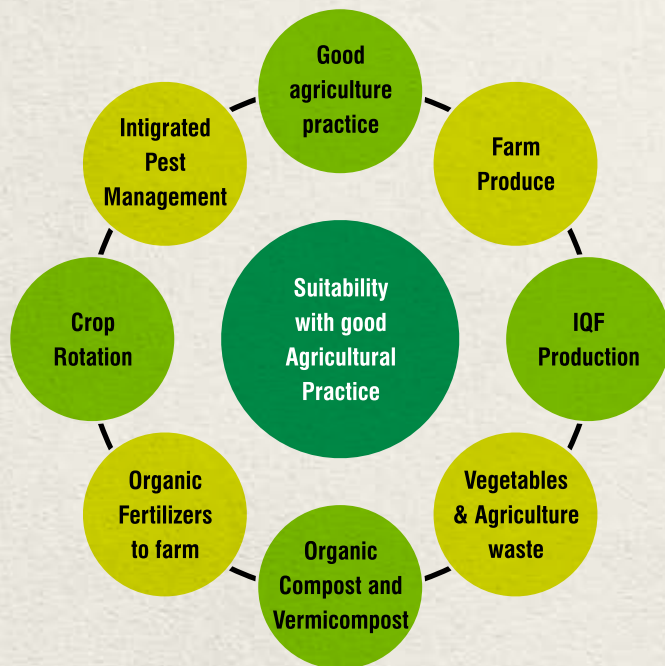 Good
agriculture
practice
Farm
Produce
IQF
Production
Vegetables
& Agriculture
waste
Organic
Compost and
Vermicompost
Organic
Fertilizers
to farm
Crop
Rotation
Intigrated
Pest
Management
Suitability
with good
Agricultural
Practice